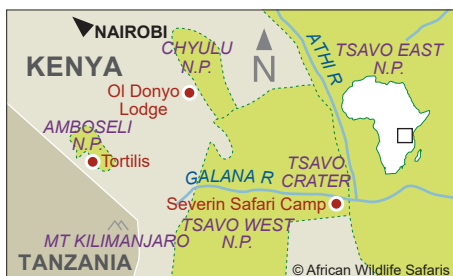 NAIROBI
CHYULU
N.P.
KENYA
N
ATHI R
TSAVO EAST
N.P.
Ol Donyo
Lodge
AMBOSELI
N.P.
Tortilis
GALANA R
TSAVO
CRATER
Severin Safari Camp
TSAVO WEST
N.P.
MT KILIMANJARO
TANZANIA
© African Wildlife Safaris